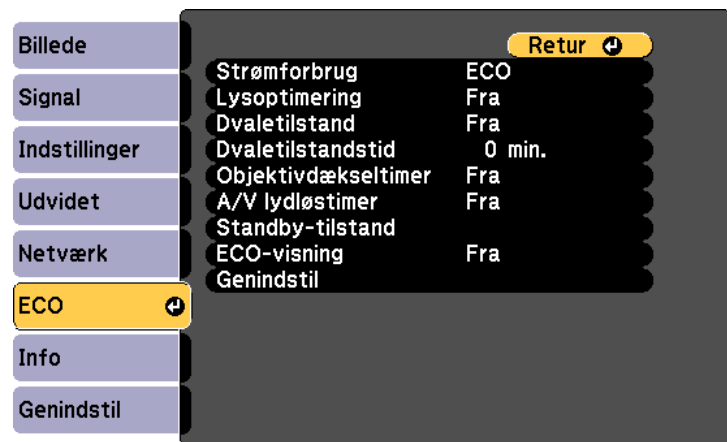 Billede
Signal
Indstillinger
Udvidet
Netværk
ECO
Info
Genindstil
Retur
Strømforbrug ECO
Lysoptimering Fra
Dvaletilstand Fra
Dvaletilstandstid 0 min.
Objektivdækseltimer Fra
A/V lydløstimer Fra
Standby-tilstand
ECO-visning Fra
Genindstil